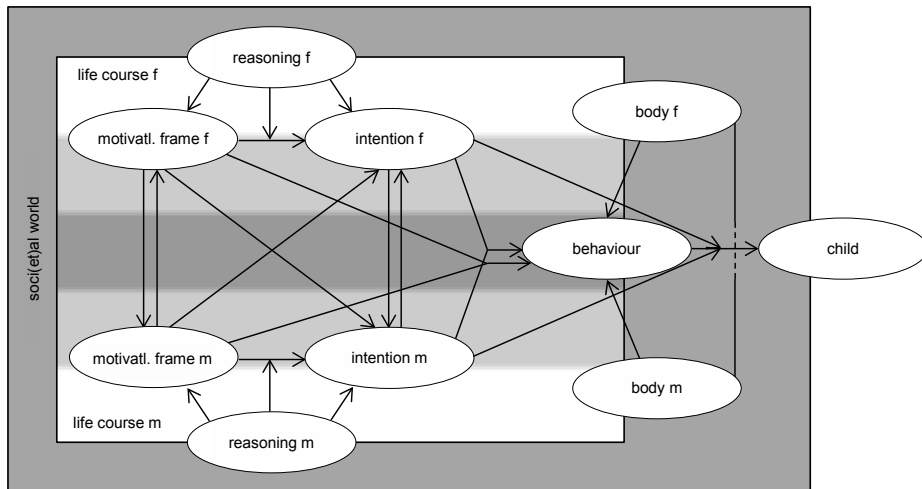 reasoning f
life course f
body f
motivatl. frame f
intention f
soci(et)al world
behaviour
child
motivatl. frame m
intention m
body m
life course m
reasoning m